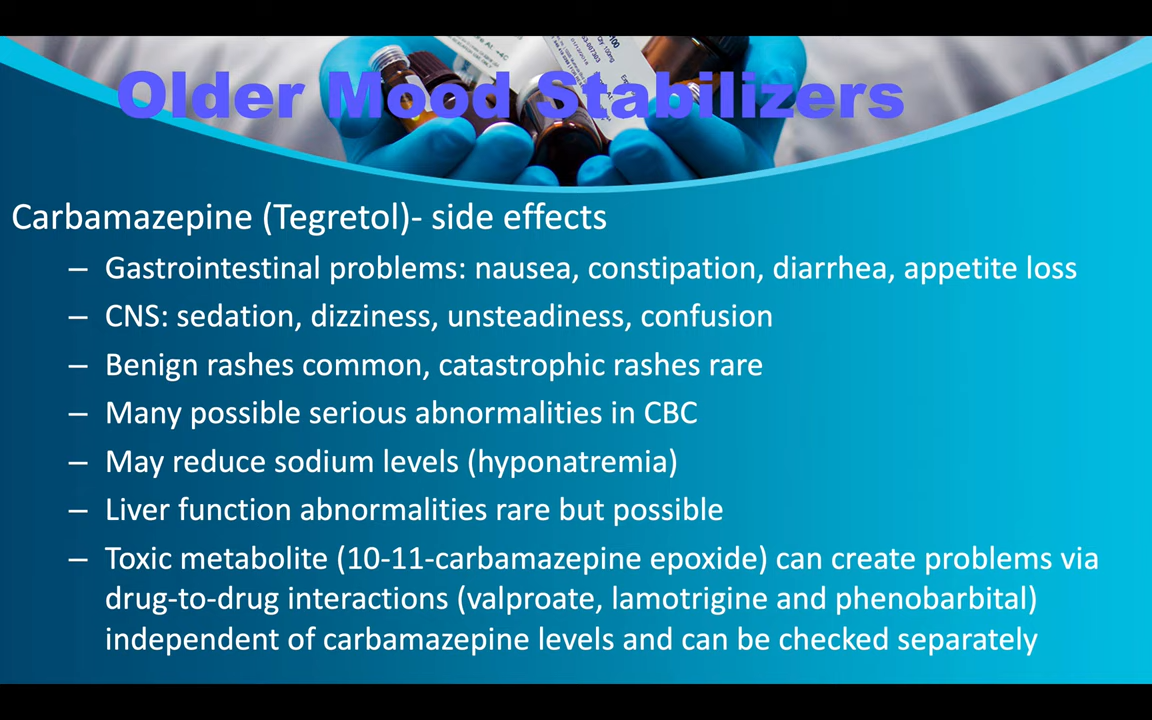 Older Mood Stabilizers
Carbamazepine (Tegretol)- side effects
– Gastrointestinal problems: nausea, constipation, diarrhea, appetite loss
– CNS: sedation, dizziness, unsteadiness, confusion
– Benign rashes common, catastrophic rashes rare
– Many possible serious abnormalities in CBC
– May reduce sodium levels (hyponatremia)
– Liver function abnormalities rare but possible
– Toxic metabolite (10-11-carbamazepine epoxide) can create problems via
drug-to-drug interactions (valproate, lamotrigine and phenobarbital)
independent of carbamazepine levels and can be checked separately